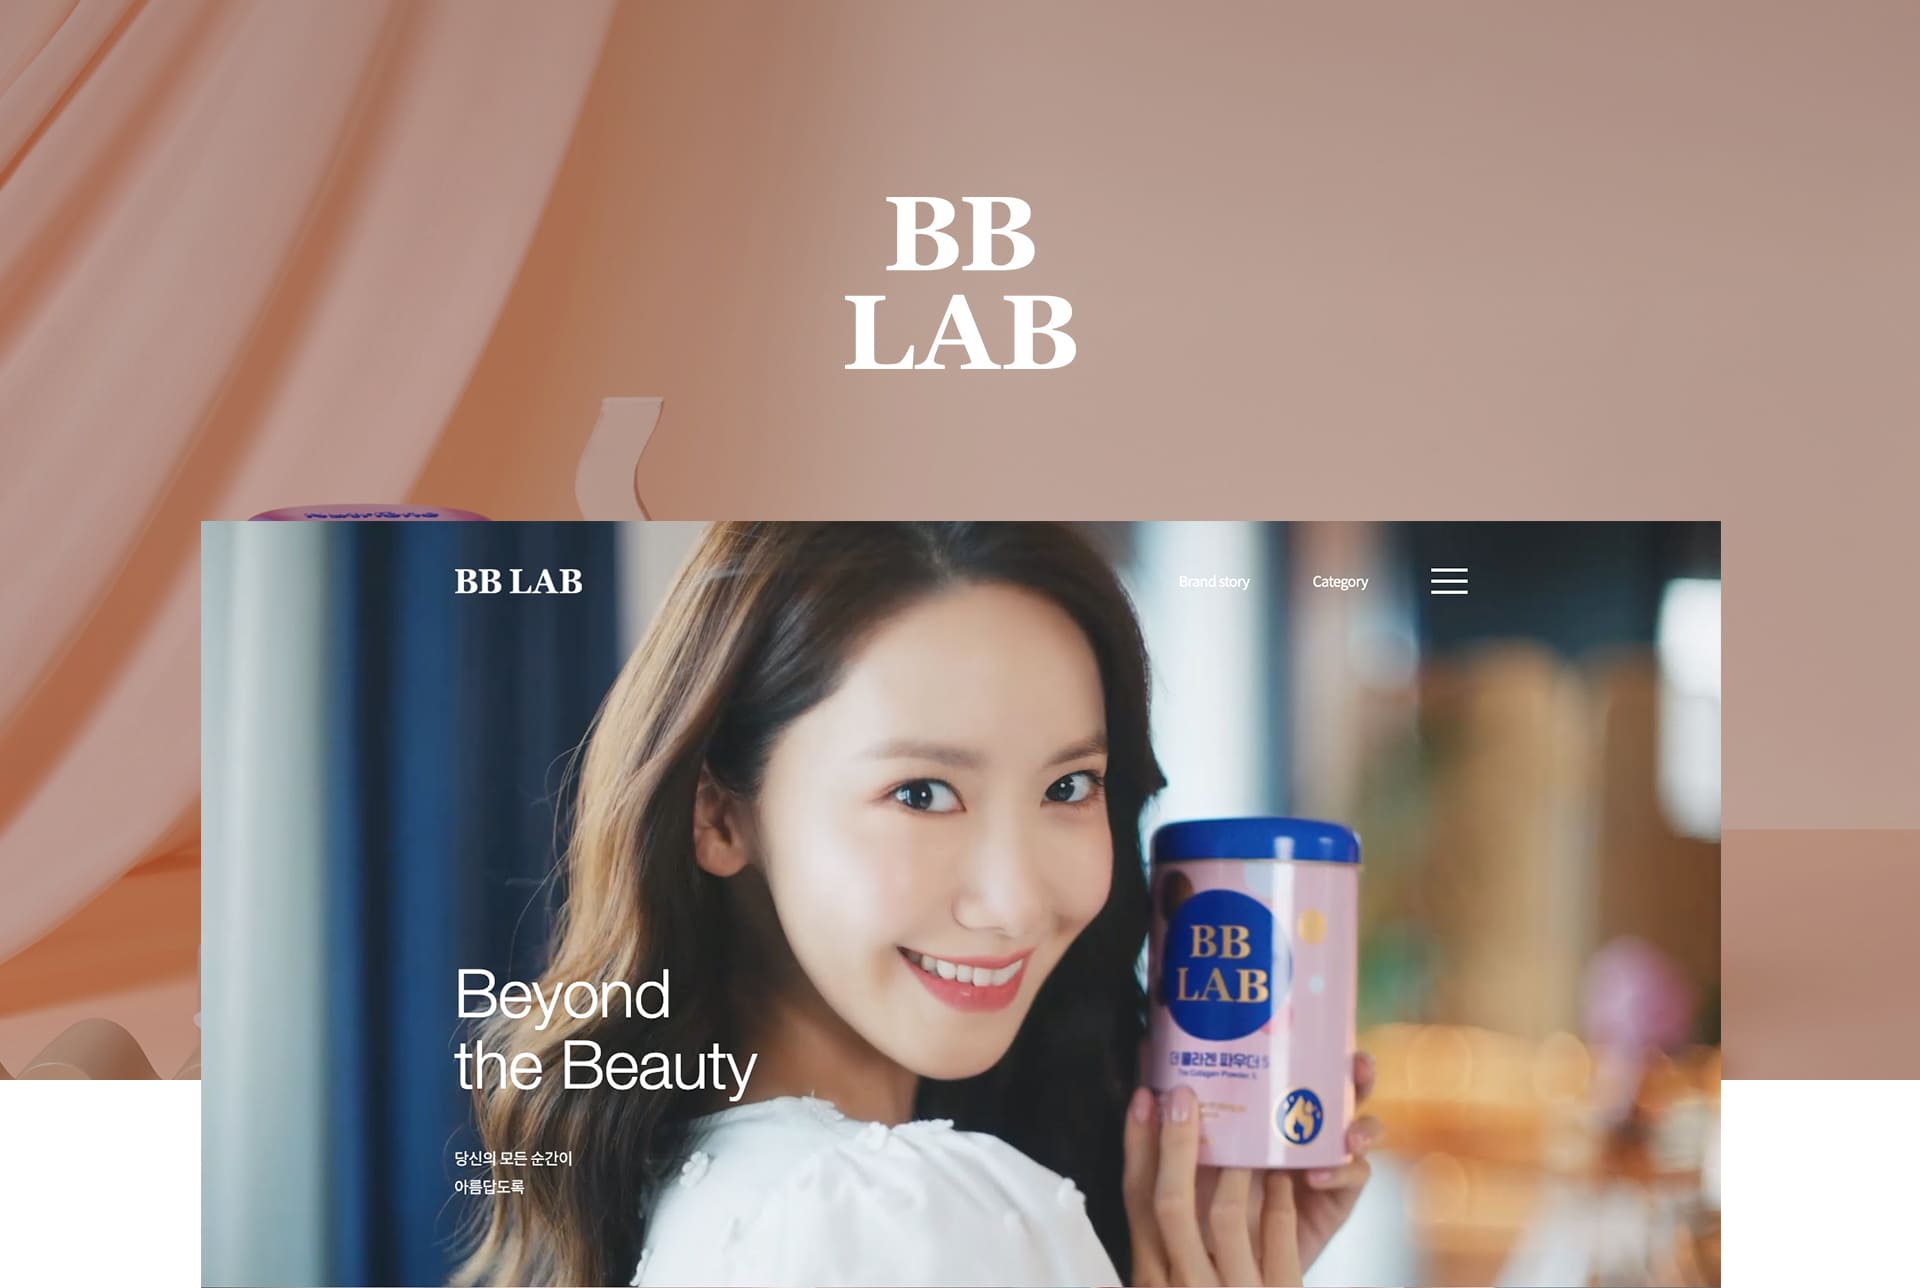 BB
LAB
BB LAB
Brand story
Category
Beyond
the Beauty
당신의 모든 순간이
아름답도록
BB
LAB
더 콜라겐 파우더 S
The Collagen Powder S